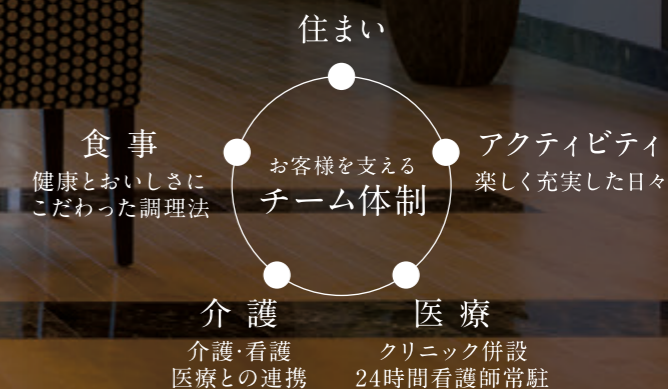 住まい
アクティビティ
楽しく充実した日々
医療
クリニック併設
24時間看護師常駐
介護
介護・看護
医療との連携
食事
健康とおいしさに
こだわった調理法
お客様を支える
チーム体制